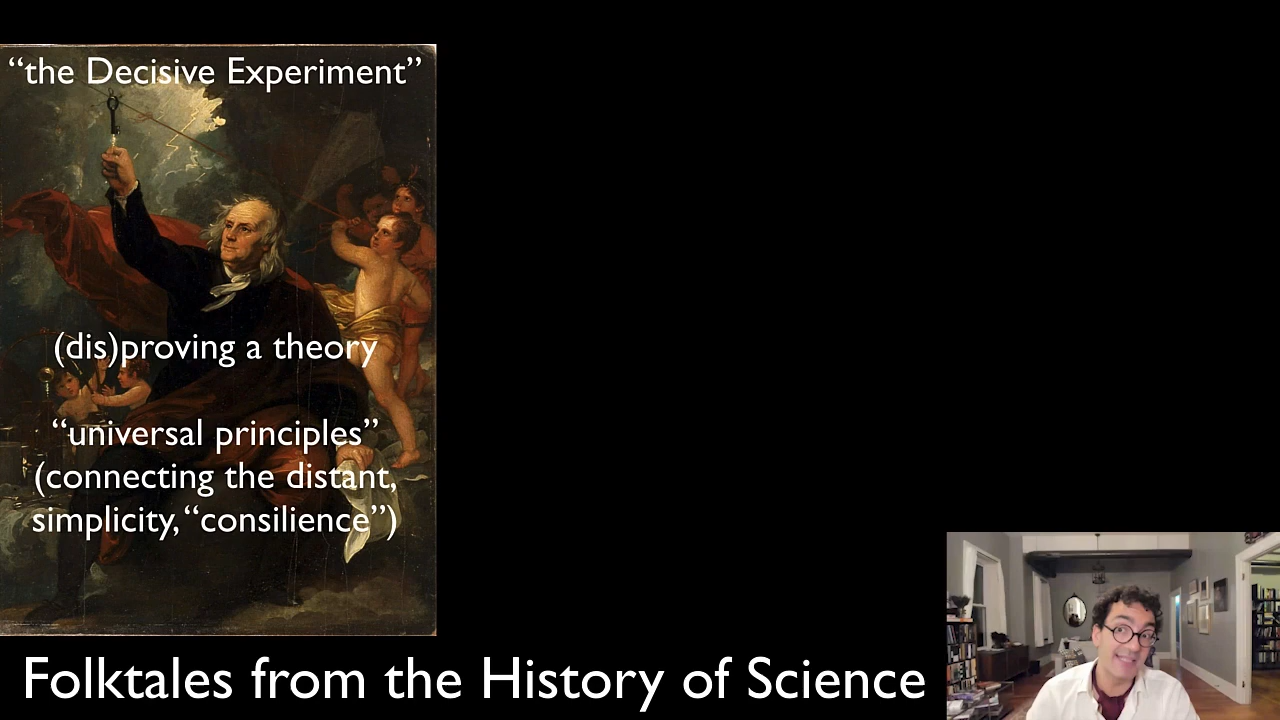 “the Decisive Experiment”
(dis)proving a theory
“universal principles”
(connecting the distant,
simplicity, “consilience”)
Folktales from the History of Science